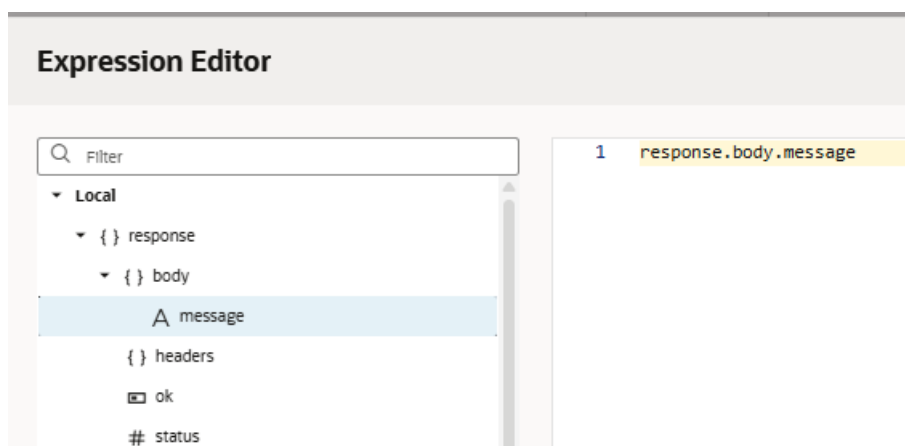 Expression Editor
Filter
1 response.body.message
Local
{ } response
{ } body
A message
{ } headers
ok
# status